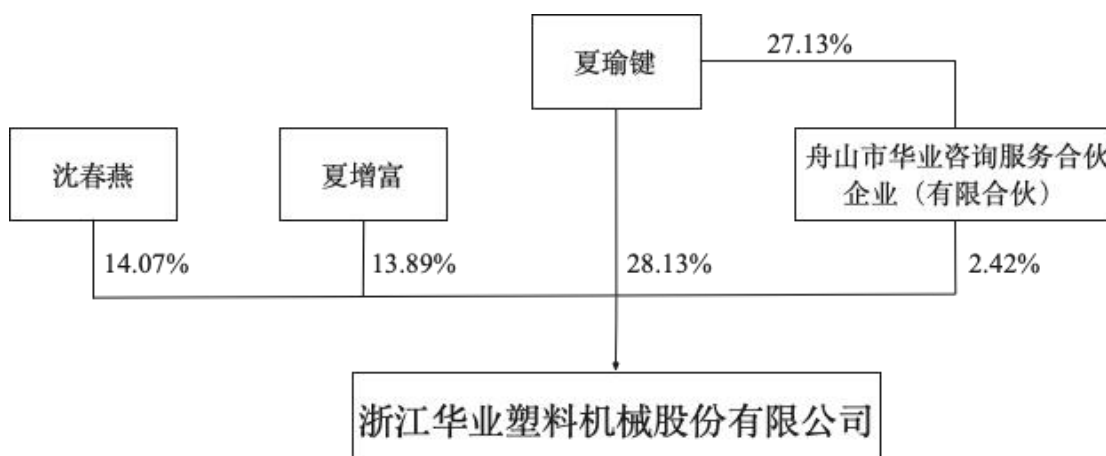 夏瑜键
27.13%
沈春燕
夏增富
舟山市华业咨询服务合伙
企业（有限合伙）
14.07%
13.89%
28.13%
2.42%
浙江华业塑料机械股份有限公司